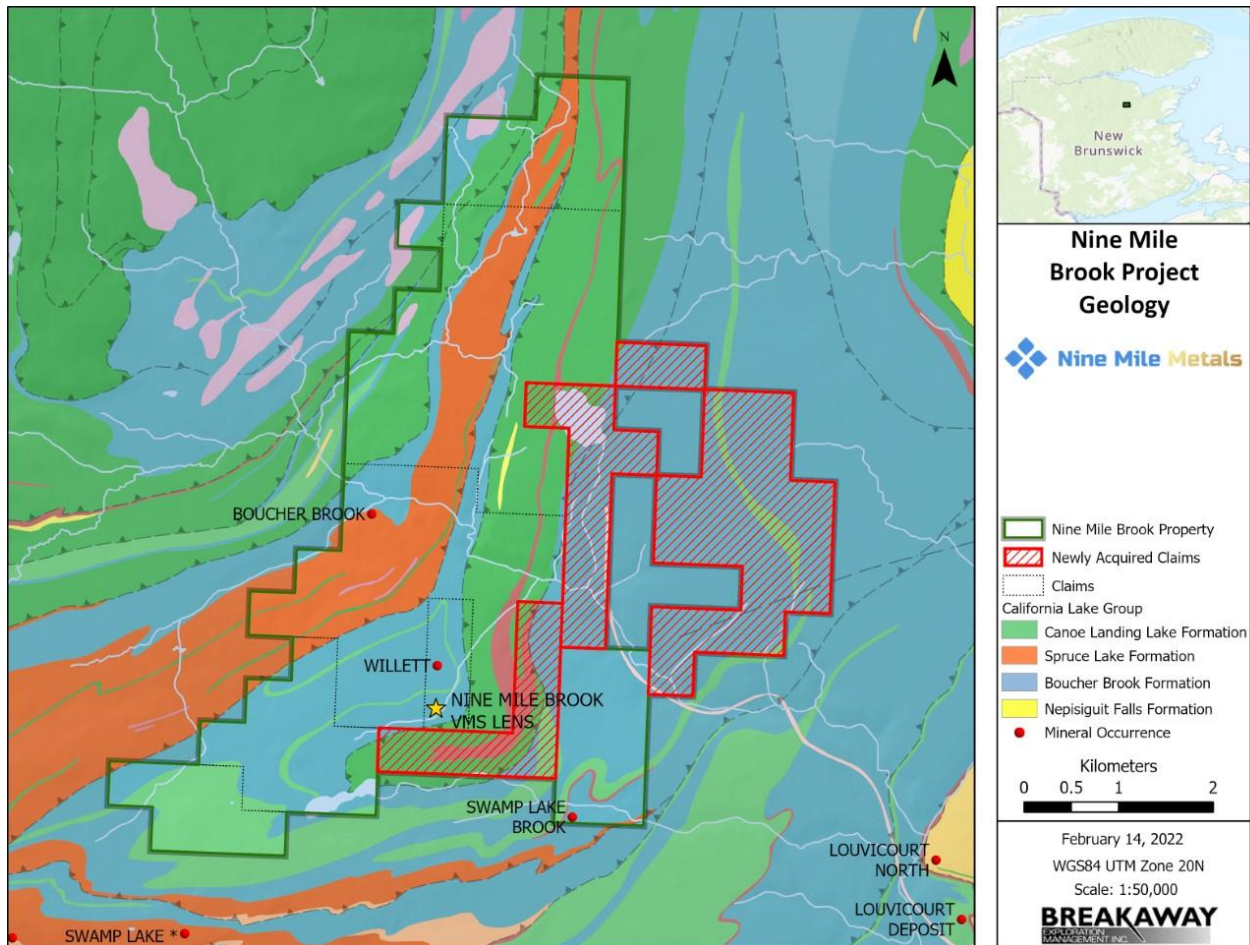 BOUCHER BROOK
WILLETT
NINE MILE BROOK
VMS LENS
SWAMP LAKE
BROOK
LOUVICOURT
NORTH
LOUVICOURT
DEPOSIT
SWAMP LAKE *
N
New
Brunswick
Nine Mile
Brook Project
Geology
Nine Mile Metals
Nine Mile Brook Property
Newly Acquired Claims
Claims
California Lake Group
Canoe Landing Lake Formation
Spruce Lake Formation
Boucher Brook Formation
Nepisiguit Falls Formation
Mineral Occurrence
Kilometers
0 0.5 1 2
February 14, 2022
WGS84 UTM Zone 20N
Scale: 1:50,000
BREAKAWAY
EXPLORATION
MANAGEMENT INC.